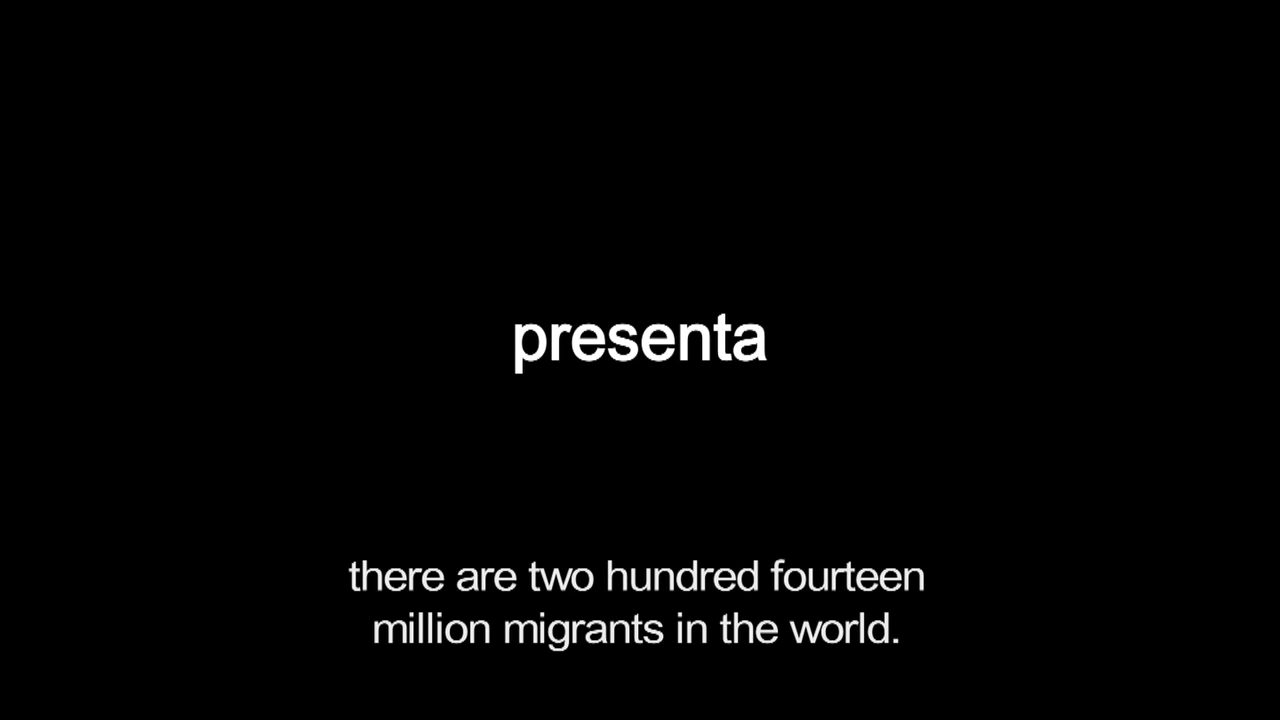 presenta
there are two hundred fourteen
million migrants in the world.